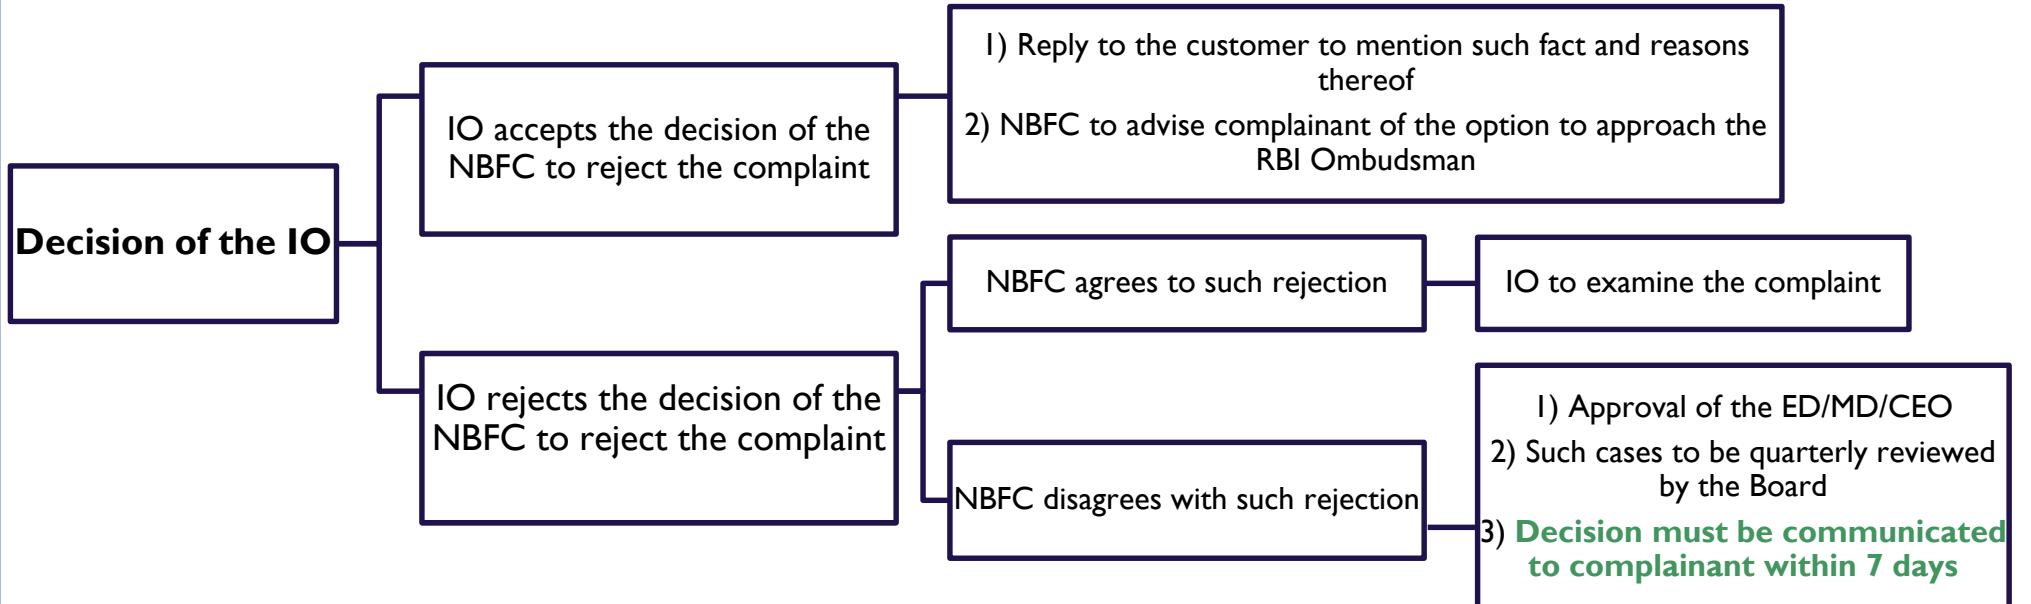 Decision of the IO
IO accepts the decision of the
NBFC to reject the complaint
1) Reply to the customer to mention such fact and reasons
thereof
2) NBFC to advise complainant of the option to approach the
RBI Ombudsman
IO rejects the decision of the
NBFC to reject the complaint
NBFC agrees to such rejection
IO to examine the complaint
NBFC disagrees with such rejection
1) Approval of the ED/MD/CEO
2) Such cases to be quarterly reviewed
by the Board
3) Decision must be communicated
to complainant within 7 days